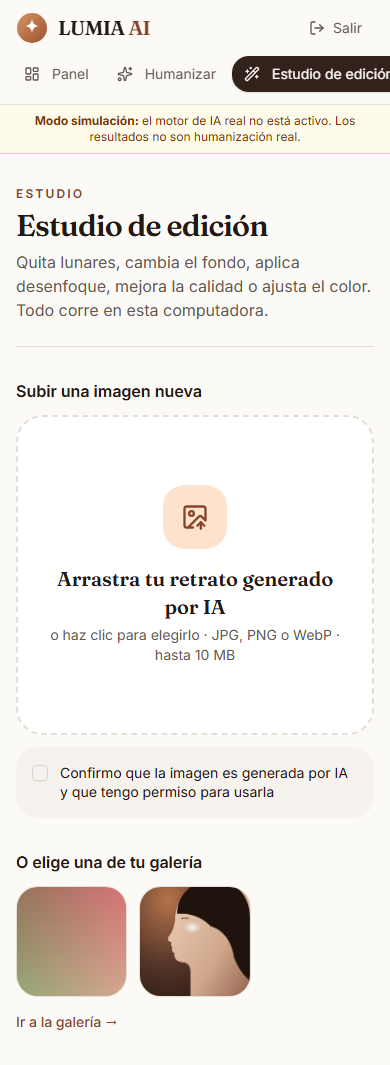 LUMIA AI
Salir
Panel
Humanizar
Estudio de edición
Modo simulación: el motor de IA real no está activo. Los
resultados no son humanización real.
ESTUDIO
Estudio de edición
Quita lunares, cambia el fondo, aplica
desenfoque, mejora la calidad o ajusta el color.
Todo corre en esta computadora.
Subir una imagen nueva
Arrastra tu retrato generado
por IA
o haz clic para elegirlo · JPG, PNG o WebP ·
hasta 10 MB
Confirmo que la imagen es generada por IA
y que tengo permiso para usarla
O elige una de tu galería
Ir a la galería →